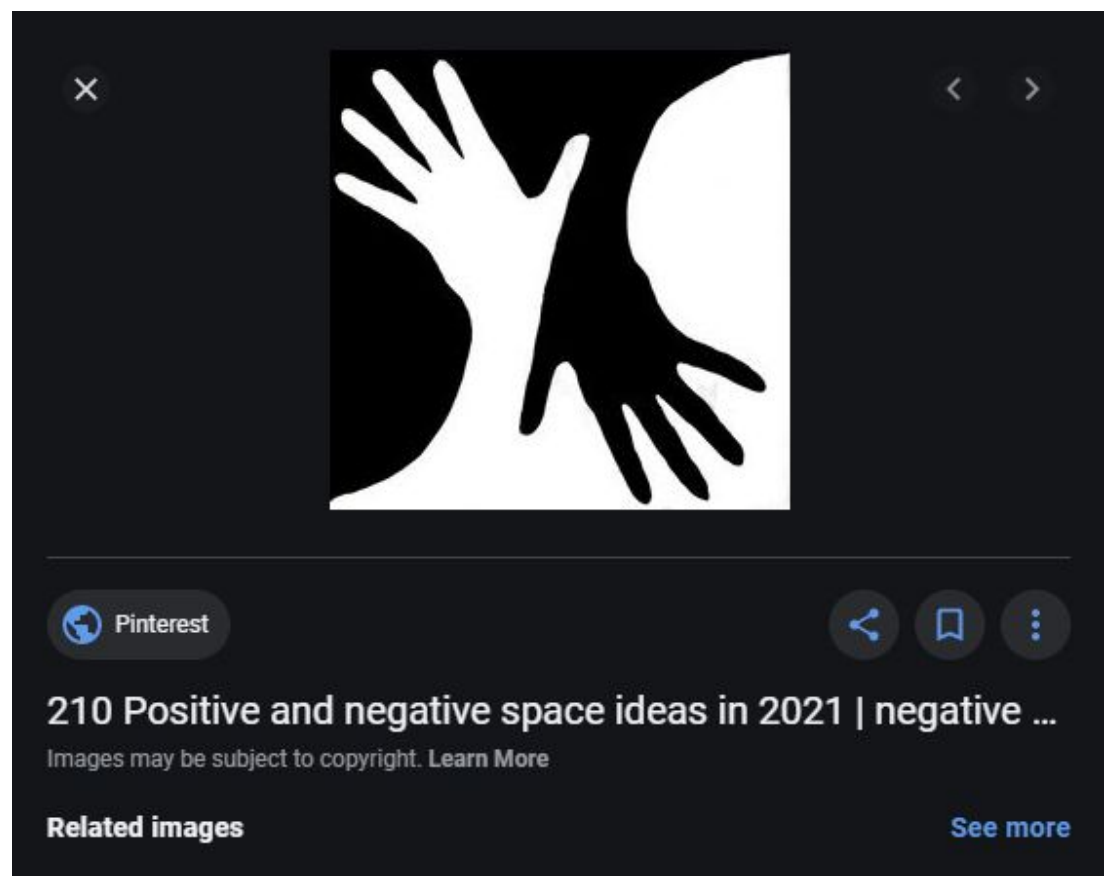 Pinterest
210 Positive and negative space ideas in 2021 | negative ...
Images may be subject to copyright. Learn More
Related images
See more